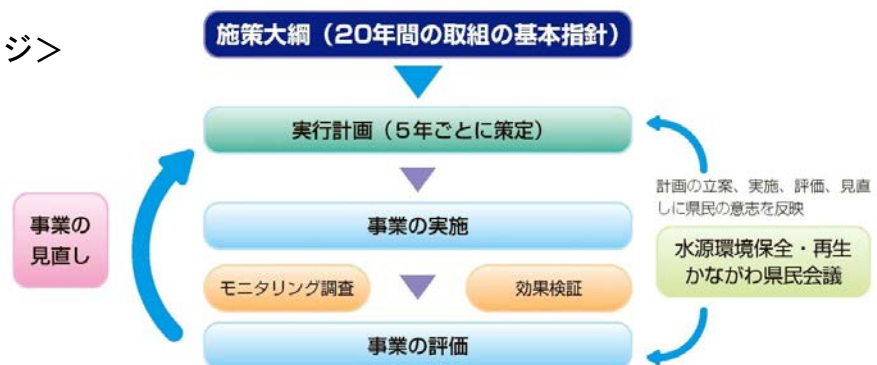 ジ＞
施策大綱（20年間の取組の基本指針）
実行計画（５年ごとに策定）
計画の立案、実施、評価、見直
しに県民の意志を反映
事業の
見直し
事業の実施
水源環境保全・再生
かながわ県民会議
モニタリング調査
効果検証
事業の評価